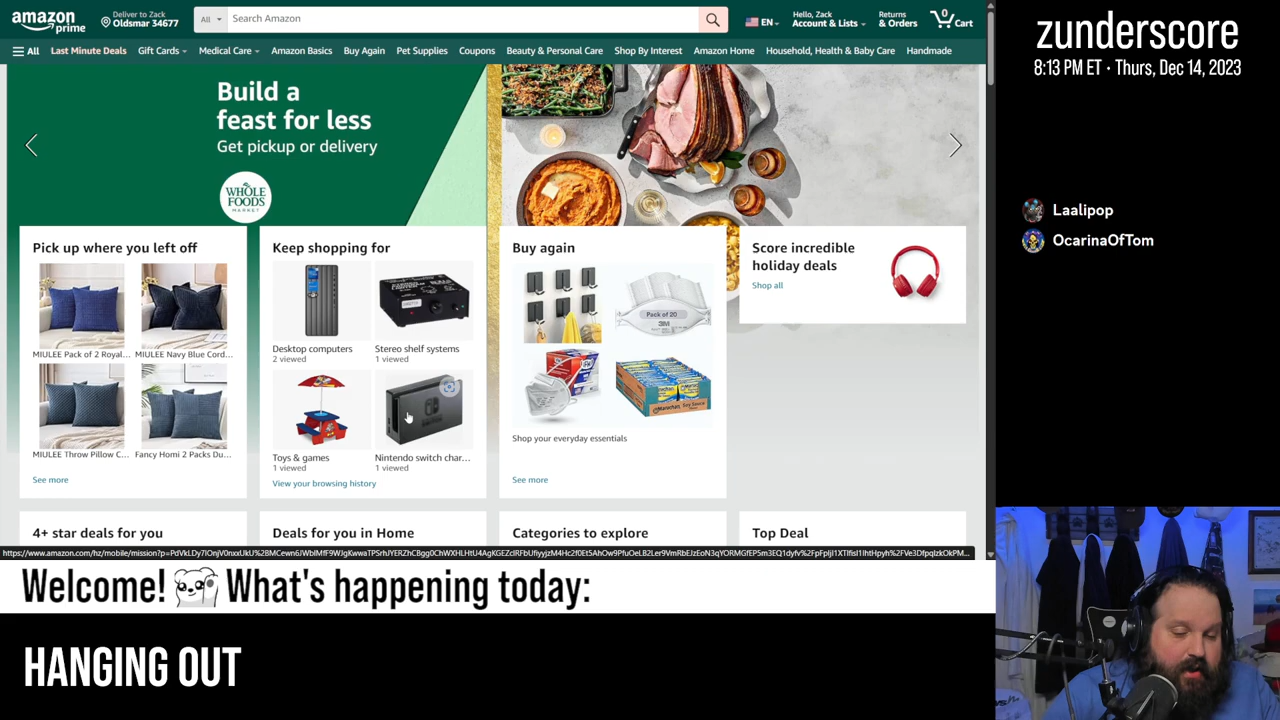 amazon prime
Deliver to Zack
Oldsmar 34677
All
Search Amazon
EN
Hello, Zack
Account & Lists
Returns
& Orders
0
Cart
All
Last Minute Deals
Gift Cards
Medical Care
Amazon Basics
Buy Again
Pet Supplies
Coupons
Beauty & Personal Care
Shop By Interest
Amazon Home
Household, Health & Baby Care
Handmade
Build a
feast for less
Get pickup or delivery
WHOLE
FOODS
MARKET
Pick up where you left off
MIULEE Pack of 2 Royal...
MIULEE Navy Blue Cord...
MIULEE Throw Pillow C...
Fancy Homi 2 Packs Du...
See more
Keep shopping for
Desktop computers
2 viewed
Stereo shelf systems
1 viewed
Toys & games
1 viewed
Nintendo switch char...
1 viewed
View your browsing history
Buy again
Pack of 20
3M
Shop your everyday essentials
See more
Score incredible
holiday deals
Shop all
4+ star deals for you
Deals for you in Home
Categories to explore
Top Deal
zunderscore
8:13 PM ET • Thurs, Dec 14, 2023
Laalipop
OcarinaOfTom
Welcome! What's happening today:
HANGING OUT